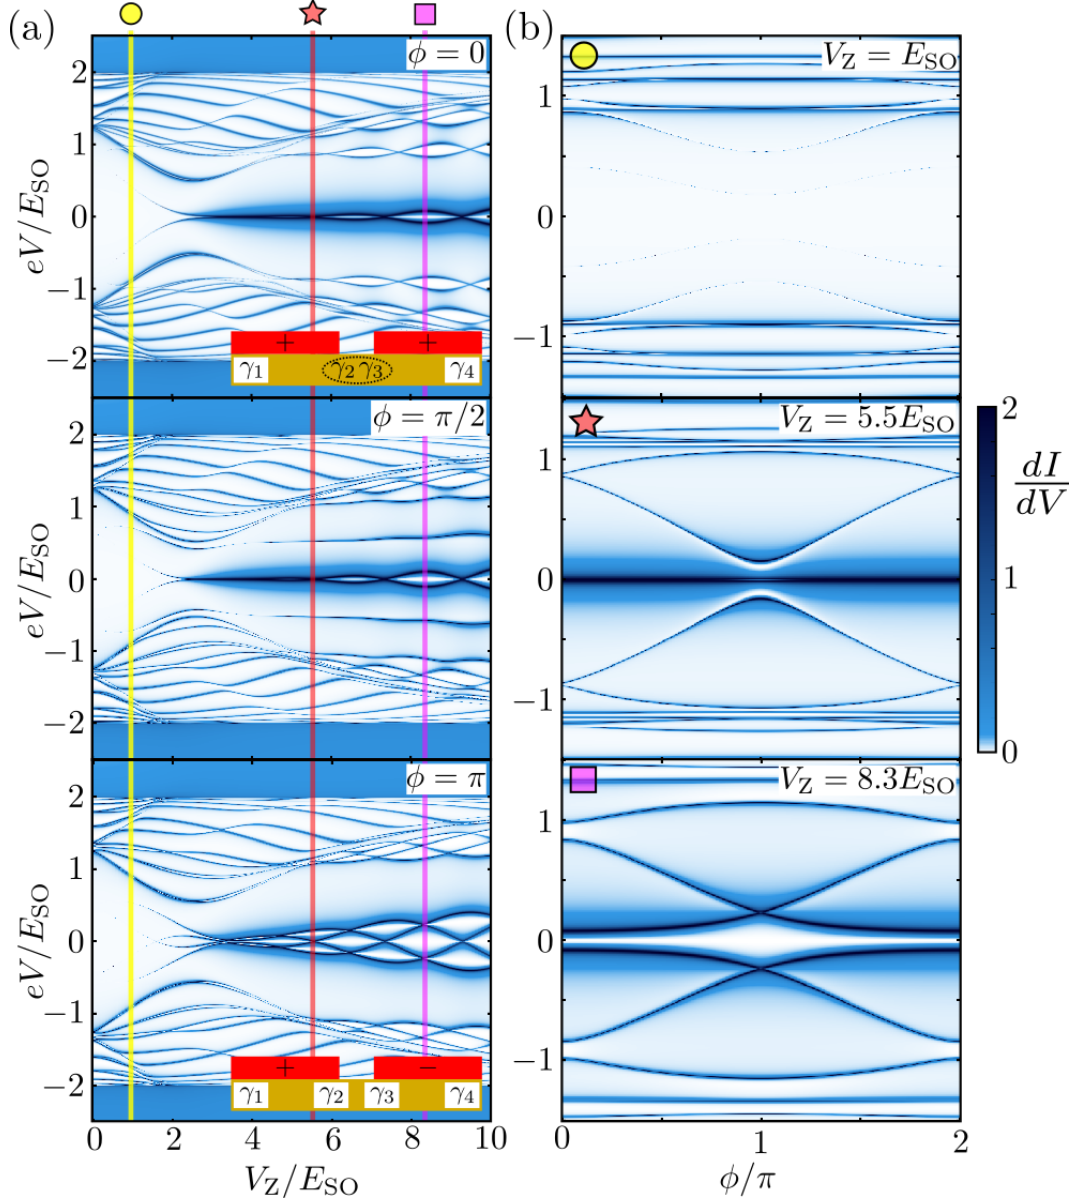 (a)
ϕ = 0
2
1
0
−1
−2
eV/E_SO
+ +
γ₁ γ₂ γ₃ γ₄
ϕ = π/2
2
1
0
−1
−2
eV/E_SO
ϕ = π
2
1
0
−1
−2
eV/E_SO
+ −
γ₁ γ₂ γ₃ γ₄
0 2 4 6 8 10
V_Z/E_SO
(b)
V_Z = E_SO
1
0
−1
V_Z = 5.5E_SO
1
0
−1
V_Z = 8.3E_SO
1
0
−1
0 1 2
ϕ/π
2
1
0
dI
dV